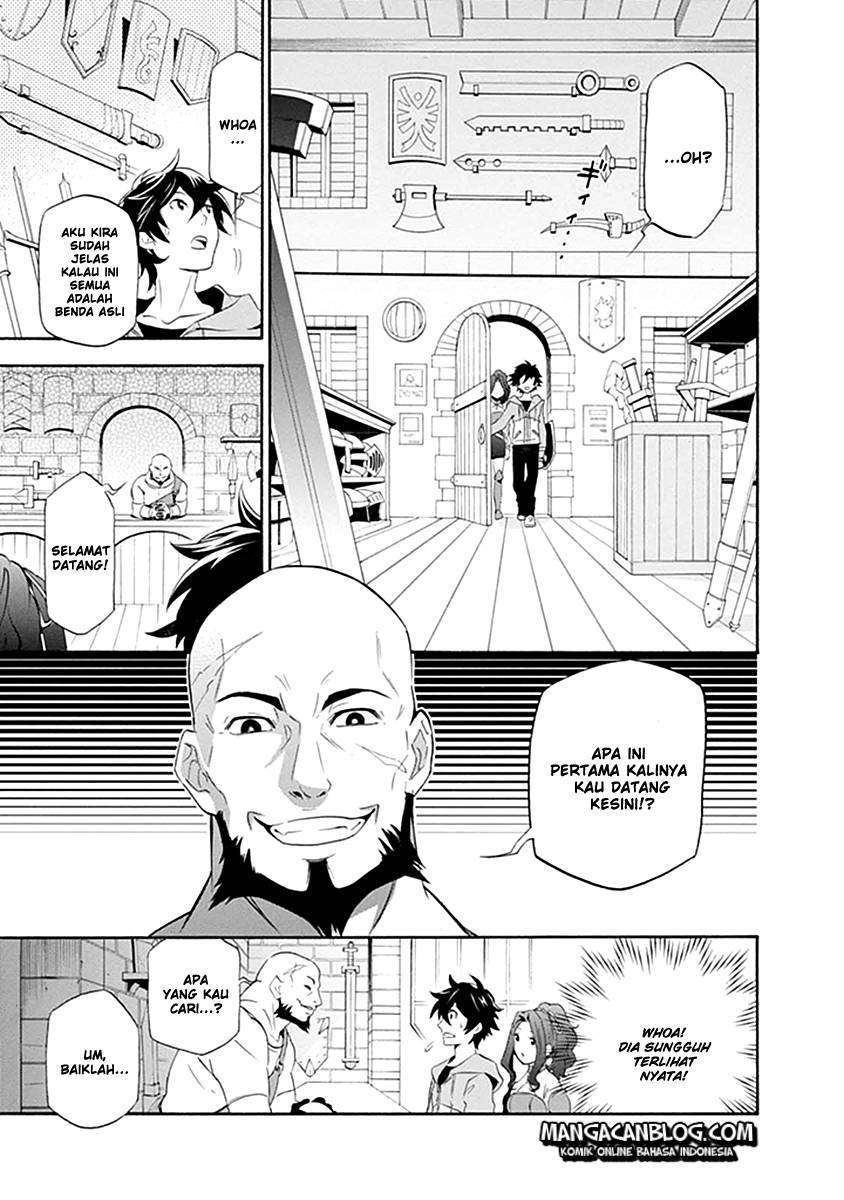 ...OH?
WHOA
...
AKU KIRA
SUDAH
JELAS
KALAU INI
SEMUA
ADALAH
BENDA ASLI
SELAMAT
DATANG!
APA INI
PERTAMA KALINYA
KAU DATANG
KESINI!?
WHOA!
DIA SUNGGUH
TERLIHAT
NYATA!
APA
YANG KAU
CARI...?
UM,
BAIKLAH...
MANGACANBLOG.COM
KOMIK ONLINE BAHASA INDONESIA